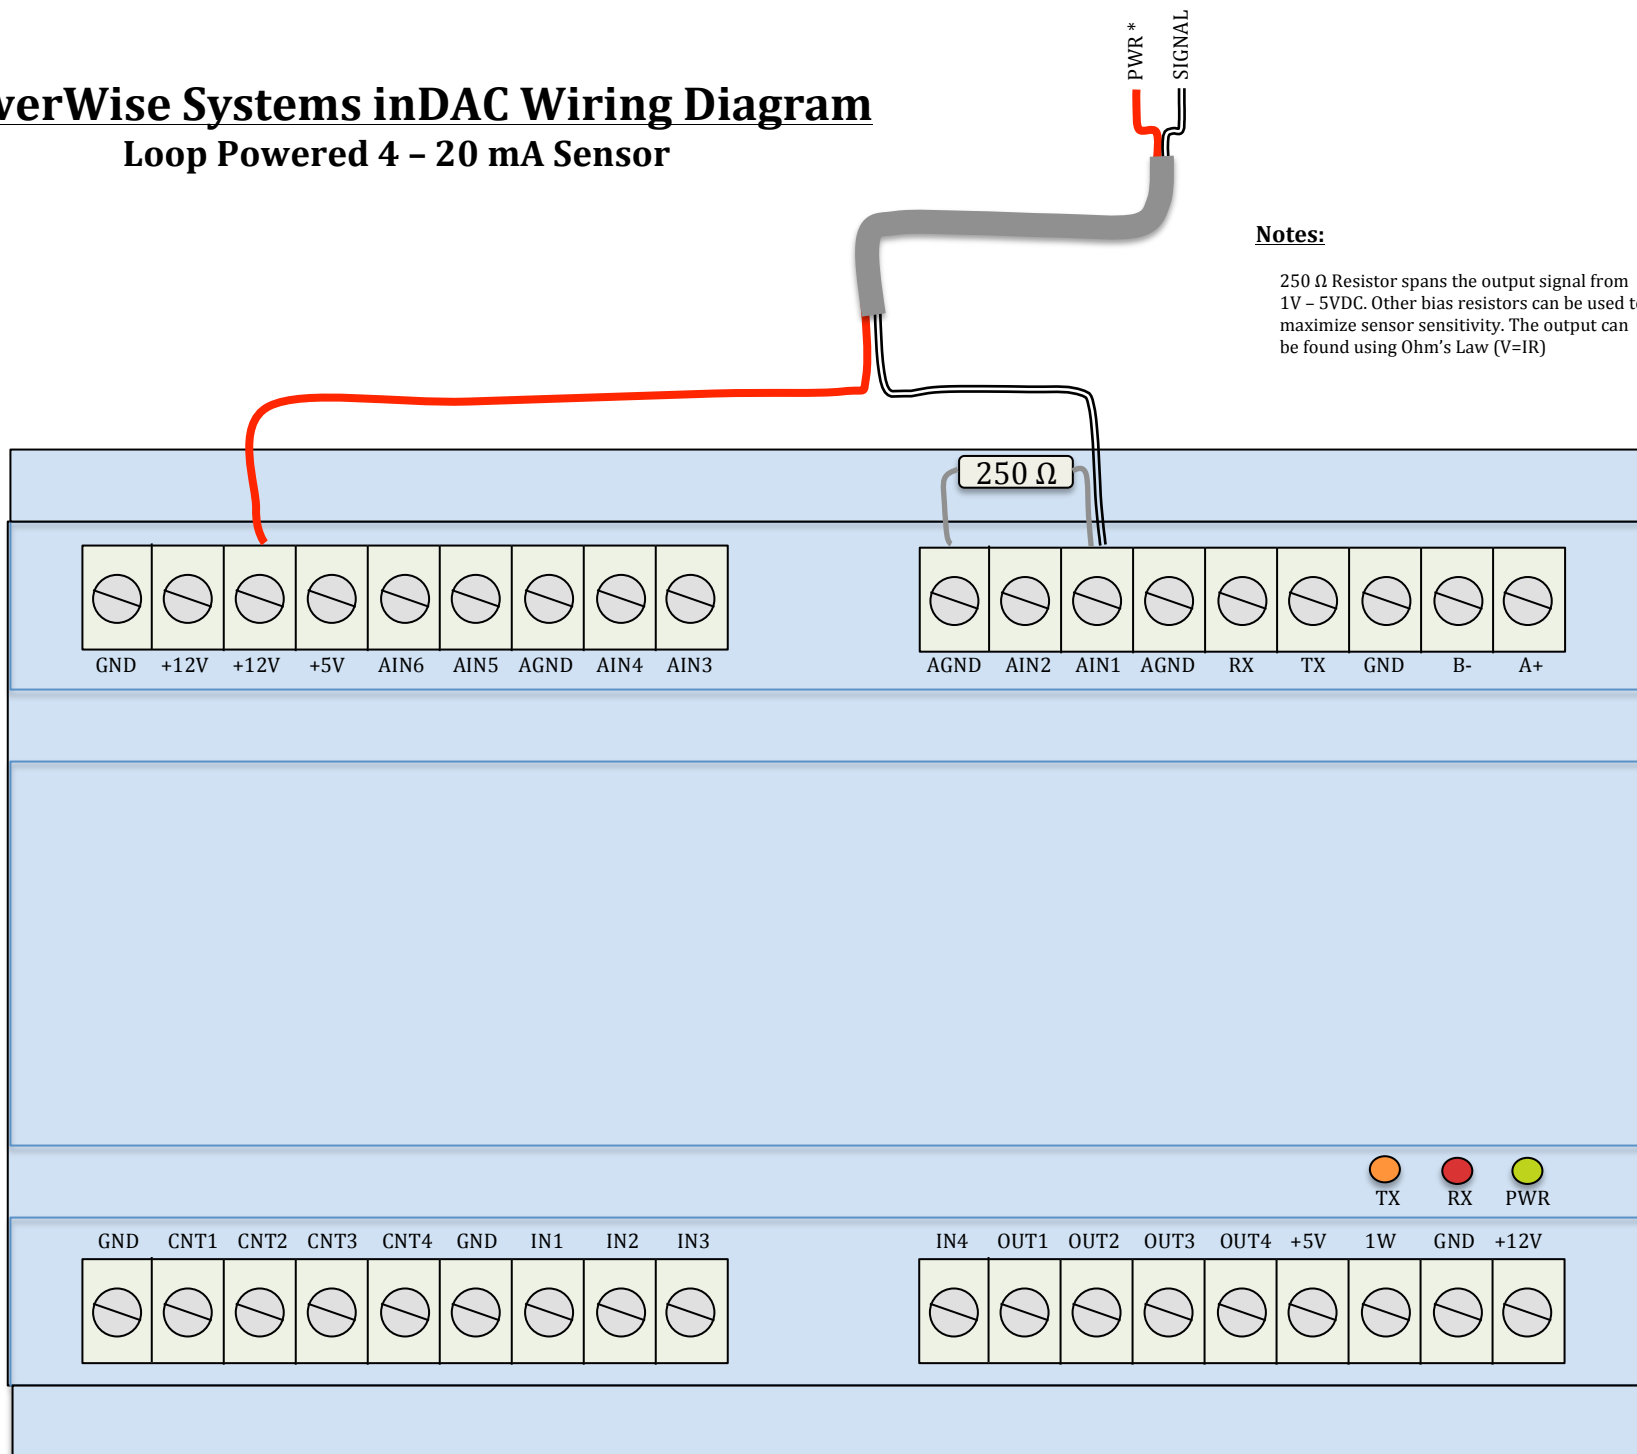 verWise Systems inDAC Wiring Diagram
Loop Powered 4 – 20 mA Sensor
PWR *
SIGNAL
Notes:
250 Ω Resistor spans the output signal from
1V – 5VDC. Other bias resistors can be used t
maximize sensor sensitivity. The output can
be found using Ohm's Law (V=IR)
250 Ω
GND +12V +12V +5V AIN6 AIN5 AGND AIN4 AIN3
AGND AIN2 AIN1 AGND RX TX GND B- A+
TX RX PWR
GND CNT1 CNT2 CNT3 CNT4 GND IN1 IN2 IN3
IN4 OUT1 OUT2 OUT3 OUT4 +5V 1W GND +12V